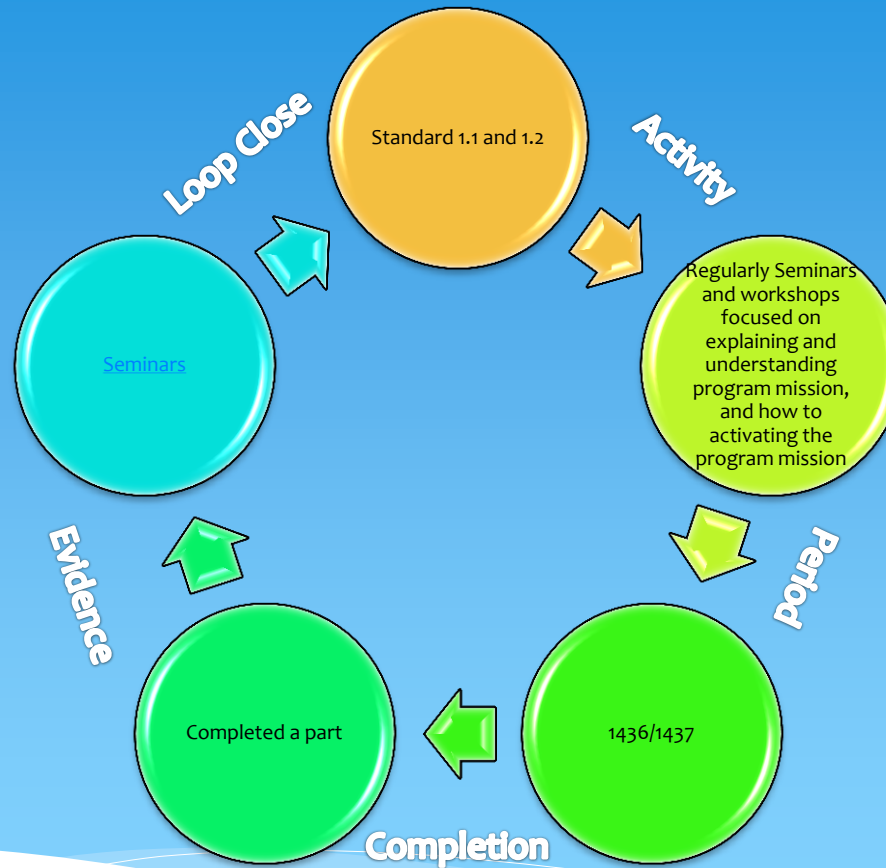 Standard 1.1 and 1.2
Activity
Regularly Seminars
and workshops
focused on
explaining and
understanding
program mission,
and how to
activating the
program mission
Period
1436/1437
Completion
Completed a part
Evidence
Seminars
Loop Close